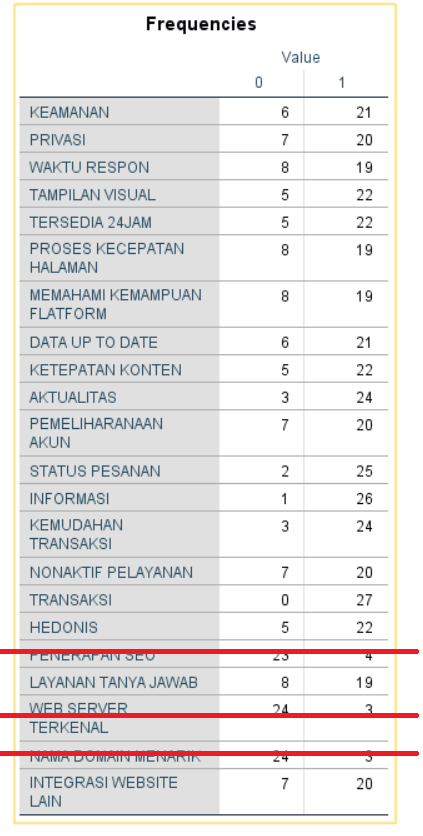 Frequencies
Value
0 1
KEAMANAN 6 21
PRIVASI 7 20
WAKTU RESPON 8 19
TAMPILAN VISUAL 5 22
TERSEDIA 24JAM 5 22
PROSES KECEPATAN 8 19
HALAMAN
MEMAHAMI KEMAMPUAN 8 19
FLATFORM
DATA UP TO DATE 6 21
KETEPATAN KONTEN 5 22
AKTUALITAS 3 24
PEMELIHARANAAN 7 20
AKUN
STATUS PESANAN 2 25
INFORMASI 1 26
KEMUDAHAN 3 24
TRANSAKSI
NONAKTIF PELAYANAN 7 20
TRANSAKSI 0 27
HEDONIS 5 22
PENERAPAN SEO 23 4
LAYANAN TANYA JAWAB 8 19
WEB SERVER 24 3
TERKENAL
NAMA DOMAIN MENARIK 24 3
INTEGRASI WEBSITE 7 20
LAIN